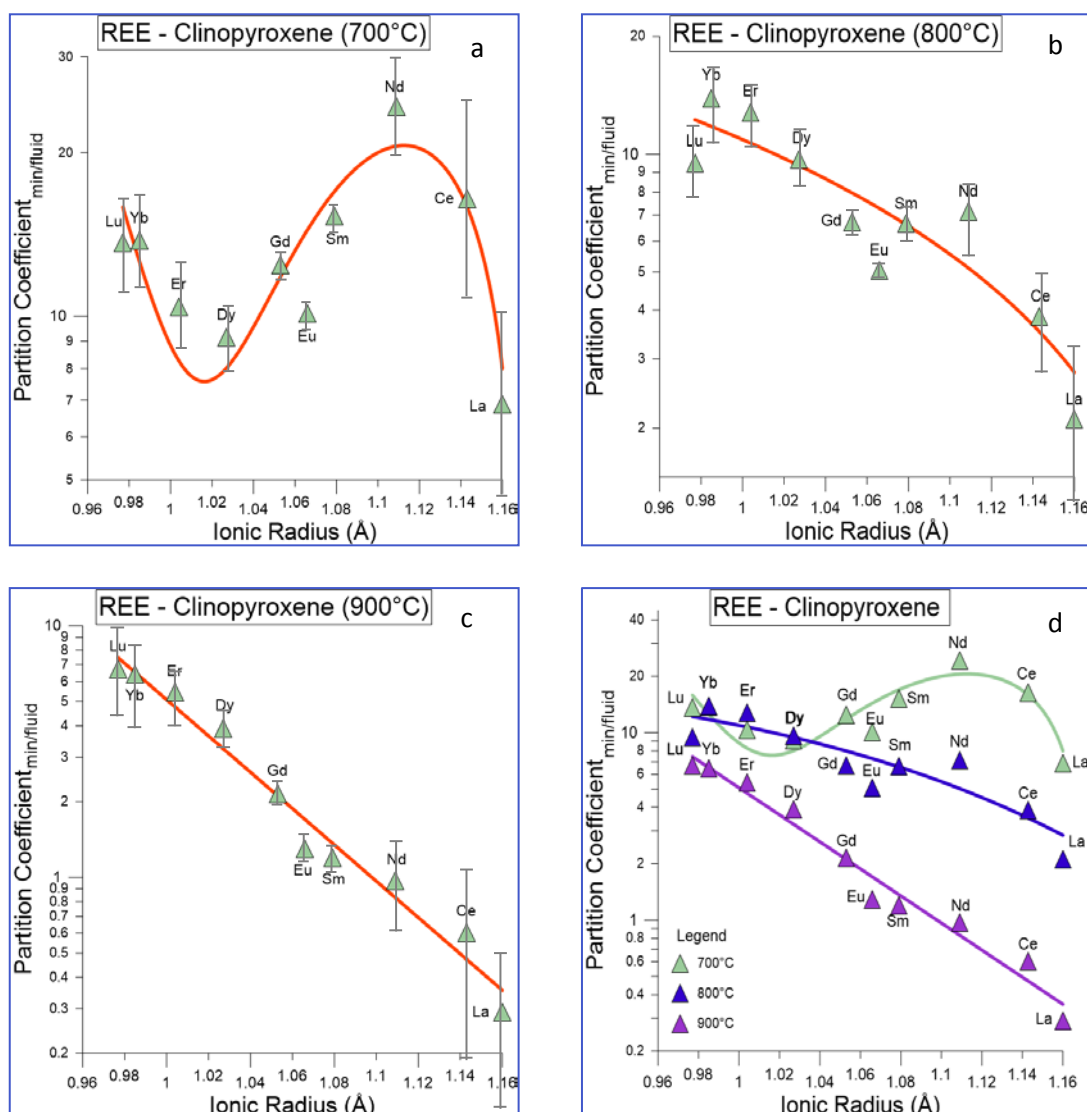 REE - Clinopyroxene (700°C)
a
Partition Coefficient min/fluid
30
20
10
9
8
7
6
5
Lu
Yb
Er
Dy
Gd
Eu
Sm
Nd
Ce
La
0.96
0.98
1
1.02
1.04
1.06
1.08
1.1
1.12
1.14
1.16
Ionic Radius (Å)
REE - Clinopyroxene (800°C)
b
Partition Coefficient min/fluid
20
10
9
8
7
6
5
4
3
2
Lu
Yb
Er
Dy
Gd
Eu
Sm
Nd
Ce
La
0.96
0.98
1
1.02
1.04
1.06
1.08
1.1
1.12
1.14
1.16
Ionic Radius (Å)
REE - Clinopyroxene (900°C)
c
Partition Coefficient min/fluid
10
9
8
7
6
5
4
3
2
1
0.9
0.8
0.7
0.6
0.5
0.4
0.3
0.2
Lu
Yb
Er
Dy
Gd
Eu
Sm
Nd
Ce
La
0.96
0.98
1
1.02
1.04
1.06
1.08
1.1
1.12
1.14
1.16
Ionic Radius (Å)
REE - Clinopyroxene
d
Partition Coefficient min/fluid
40
20
10
8
6
4
2
1
0.8
0.6
0.4
0.2
Lu
Yb
Er
Dy
Gd
Eu
Sm
Nd
Ce
La
Gd
Eu
Sm
Nd
Ce
La
Lu
Yb
Er
Dy
Gd
Eu
Sm
Nd
Ce
La
Legend
700°C
800°C
900°C
0.96
0.98
1
1.02
1.04
1.06
1.08
1.1
1.12
1.14
1.16
Ionic Radius (Å)